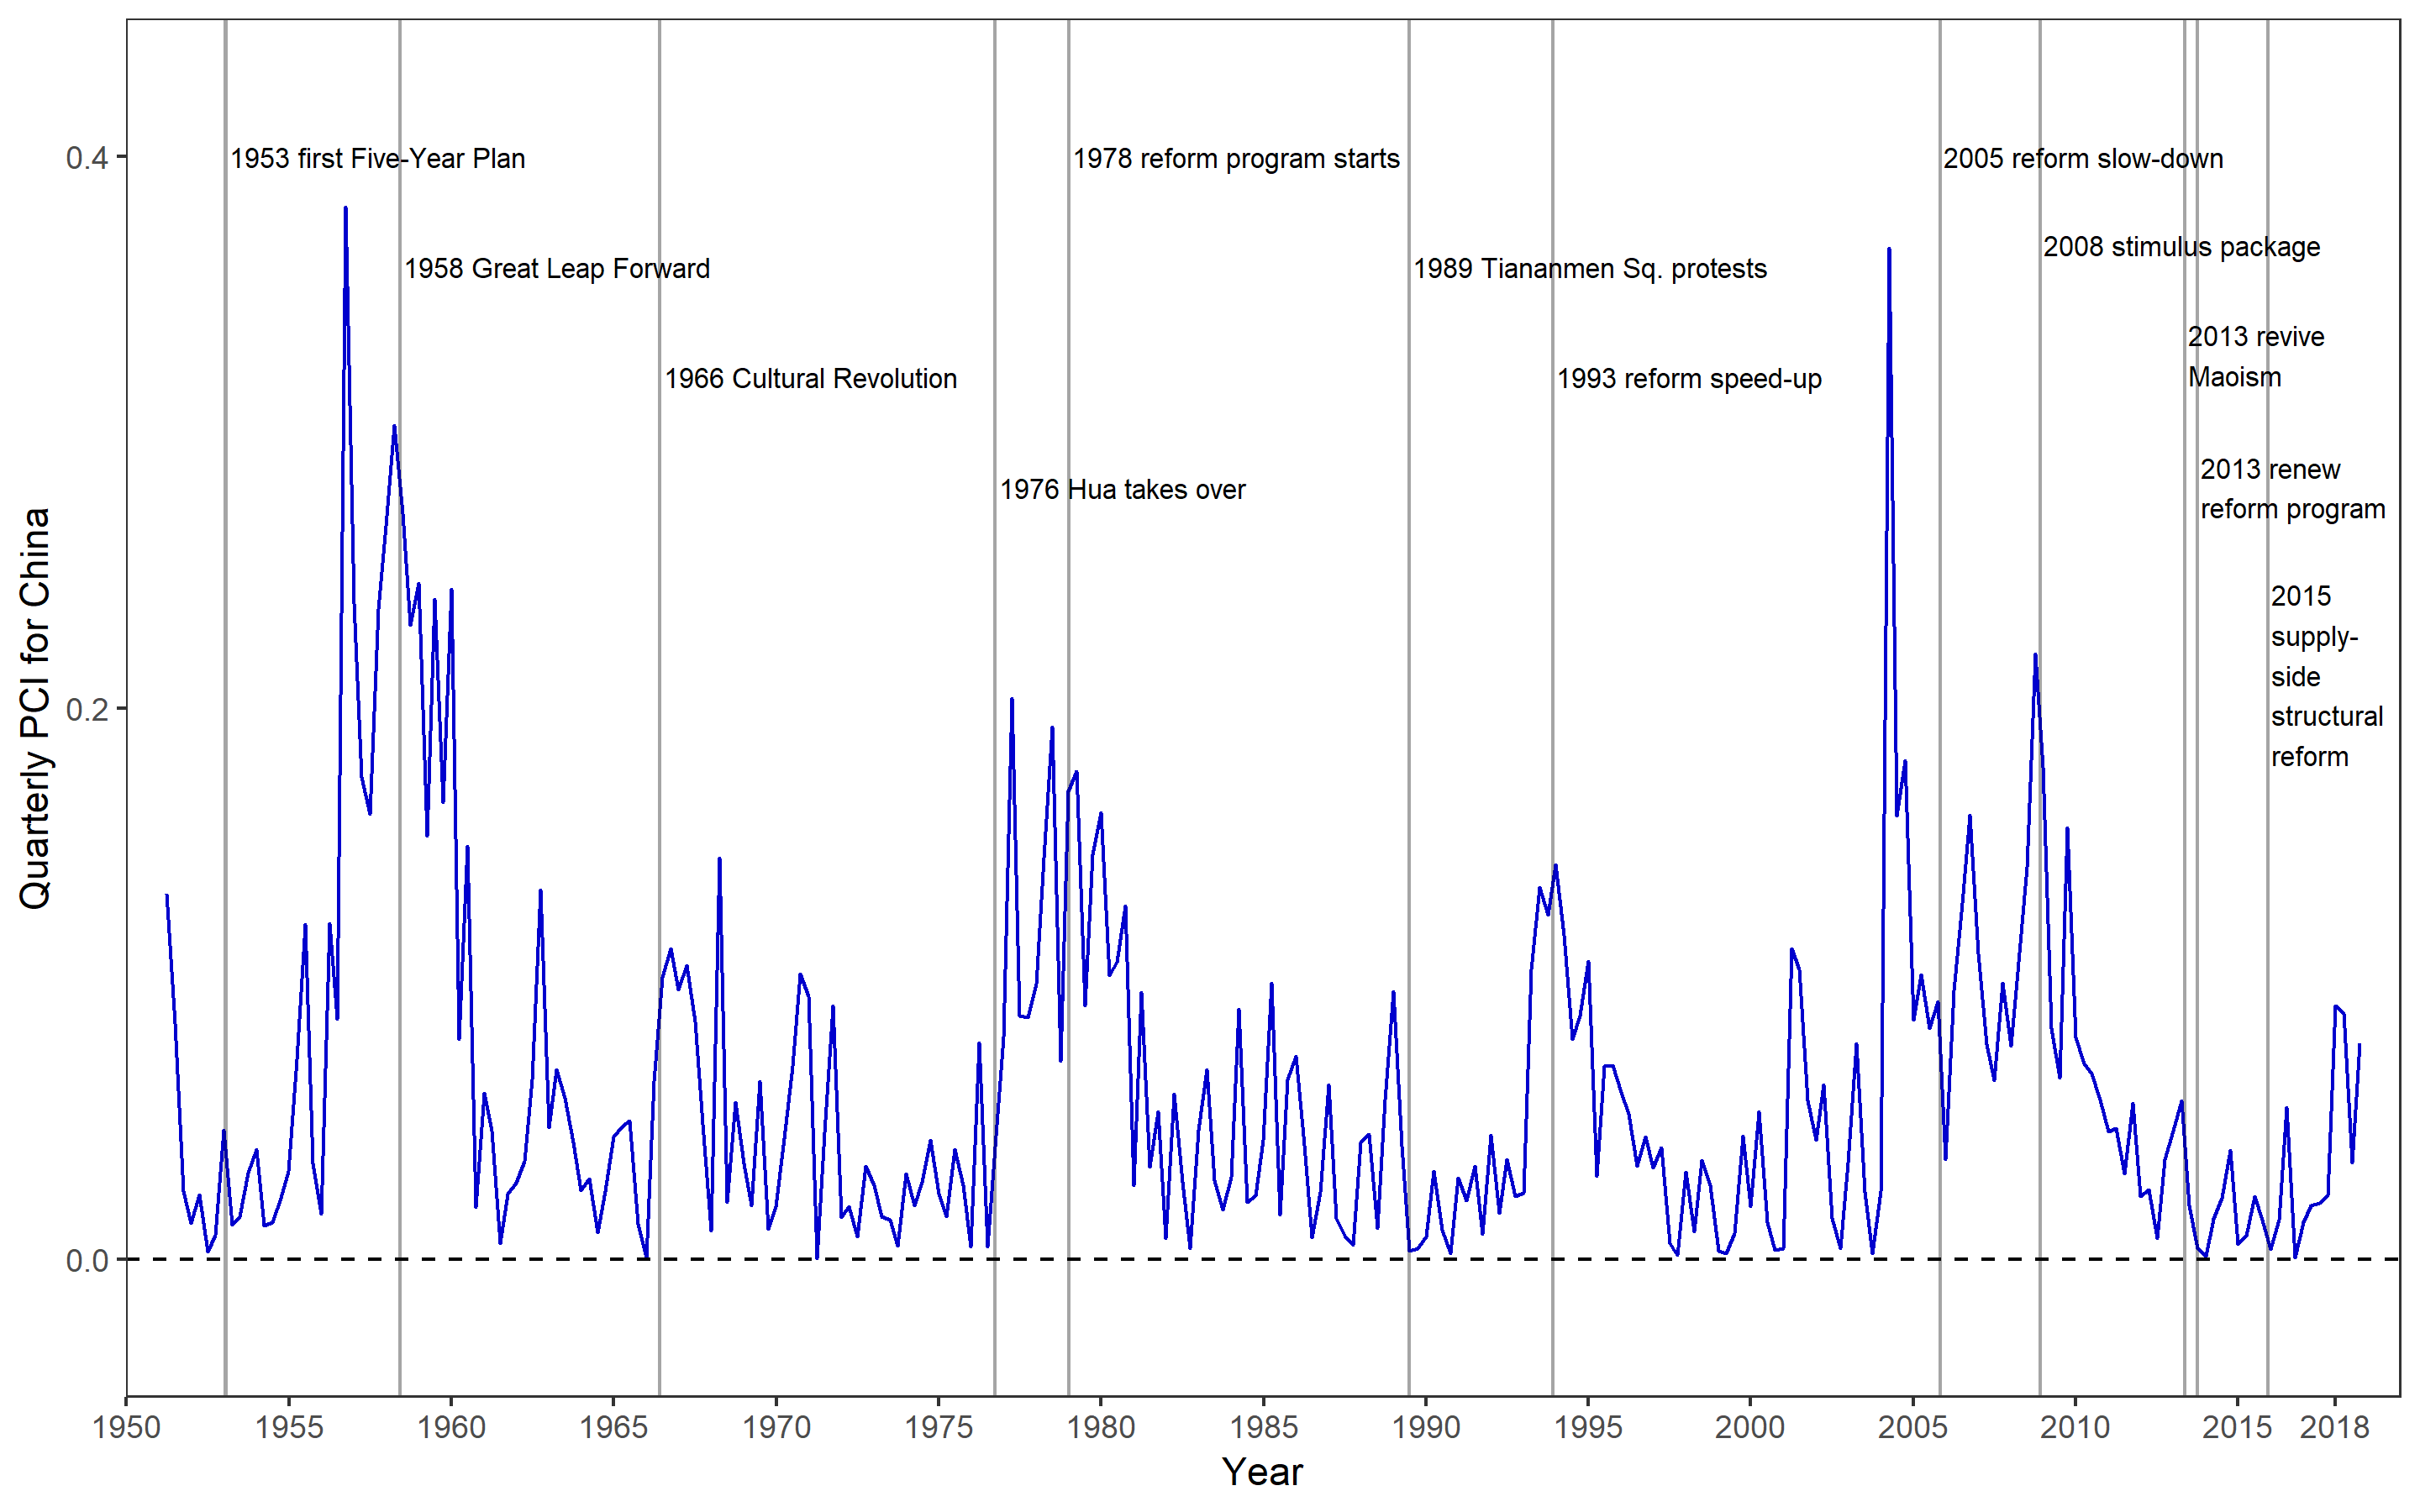 Quarterly PCI for China
0.4
0.2
0.0
1953 first Five-Year Plan
1958 Great Leap Forward
1966 Cultural Revolution
1976 Hua takes over
1978 reform program starts
1989 Tiananmen Sq. protests
1993 reform speed-up
2005 reform slow-down
2008 stimulus package
2013 revive
Maoism
2013 renew
reform program
2015
supply-
side
structural
reform
1950 1955 1960 1965 1970 1975 1980 1985 1990 1995 2000 2005 2010 2015 2018
Year